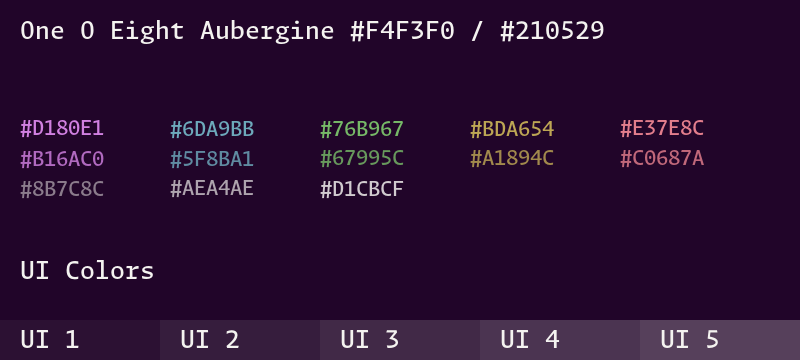 One O Eight Aubergine #F4F3F0 / #210529
#D180E1 #6DA9BB #76B967 #BDA654 #E37E8C
#B16AC0 #5F8BA1 #67995C #A1894C #C0687A
#8B7C8C #AEA4AE #D1CBCF
UI Colors
UI 1 UI 2 UI 3 UI 4 UI 5